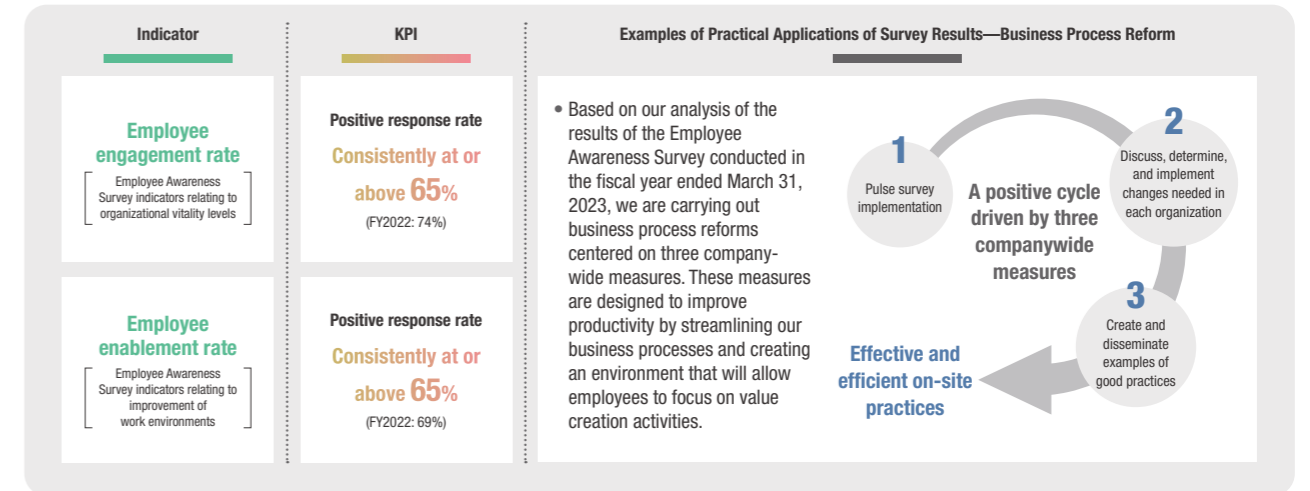 Indicator
KPI
Examples of Practical Applications of Survey Results—Business Process Reform
Employee
engagement rate
Employee Awareness
Survey indicators relating to
organizational vitality levels
Positive response rate
Consistently at or
above 65%
(FY2022: 74%)
Employee
enablement rate
Employee Awareness
Survey indicators relating to
improvement of
work environments
Positive response rate
Consistently at or
above 65%
(FY2022: 69%)
• Based on our analysis of the
results of the Employee
Awareness Survey conducted in
the fiscal year ended March 31,
2023, we are carrying out
business process reforms
centered on three company-
wide measures. These measures
are designed to improve
productivity by streamlining our
business processes and creating
an environment that will allow
employees to focus on value
creation activities.
1
Pulse survey
implementation
2
Discuss, determine,
and implement
changes needed in
each organization
A positive cycle
driven by three
companywide
measures
3
Create and
disseminate
examples of
good practices
Effective and
efficient on-site
practices